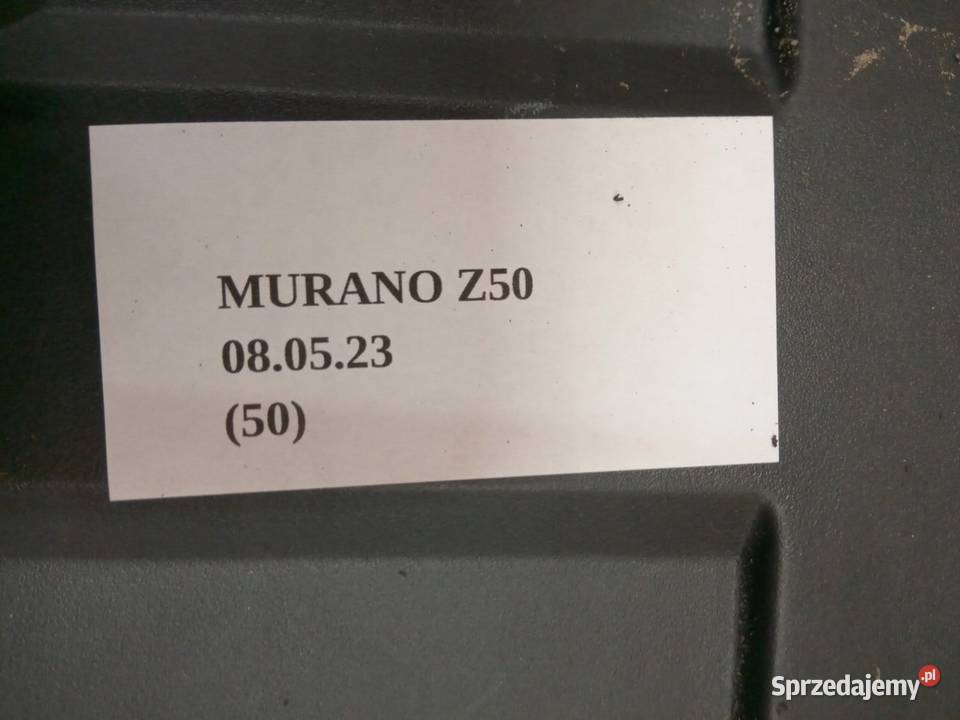 MURANO Z50
08.05.23
(50)
Sprzedajemy.pl